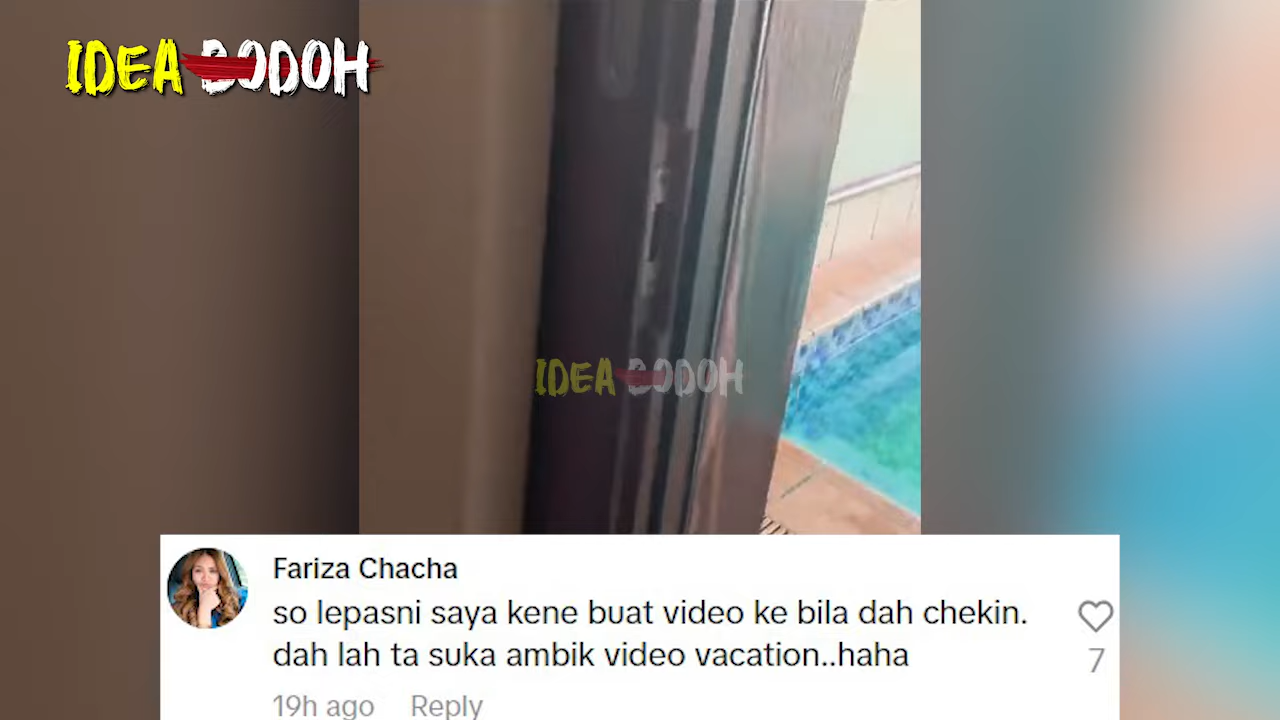 IDEA BODOH
IDEA BODOH
Fariza Chacha
so lepasni saya kene buat video ke bila dah chekin.
dah lah ta suka ambik video vacation..haha
7
19h ago Reply